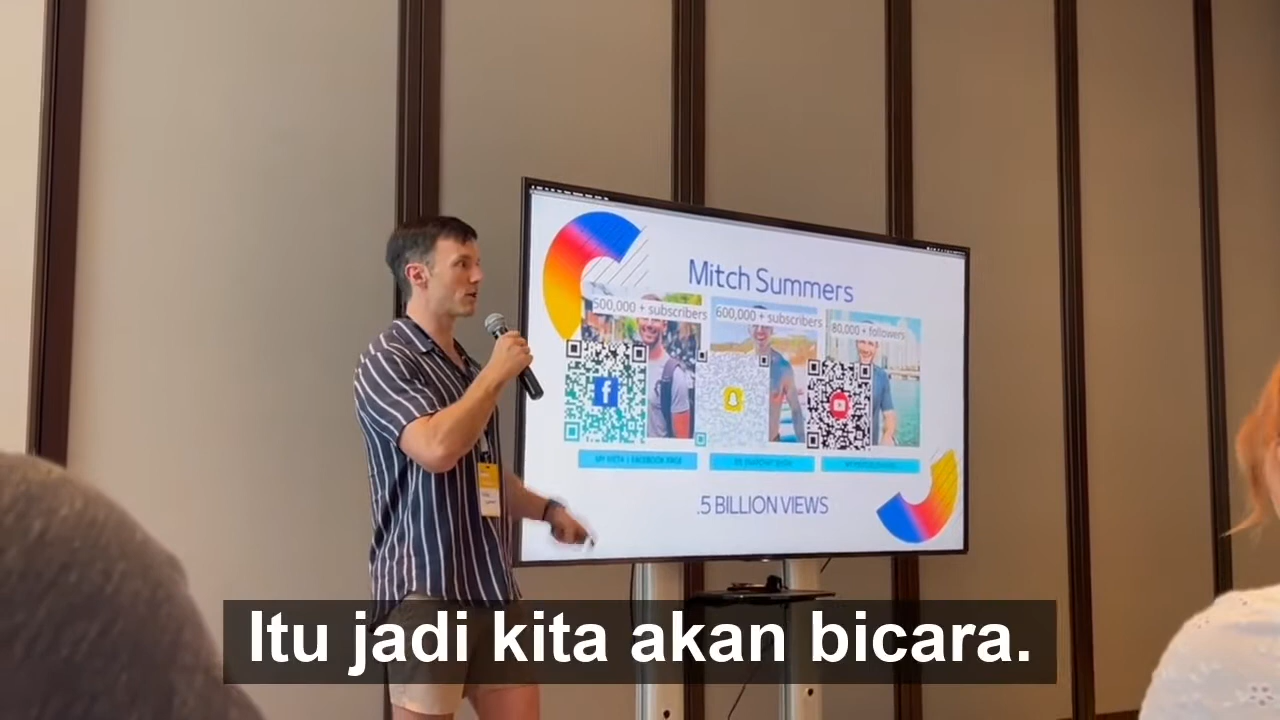 Mitch Summers
500,000 + subscribers
600,000 + subscribers
80,000 + followers
.5 BILLION VIEWS
Itu jadi kita akan bicara.